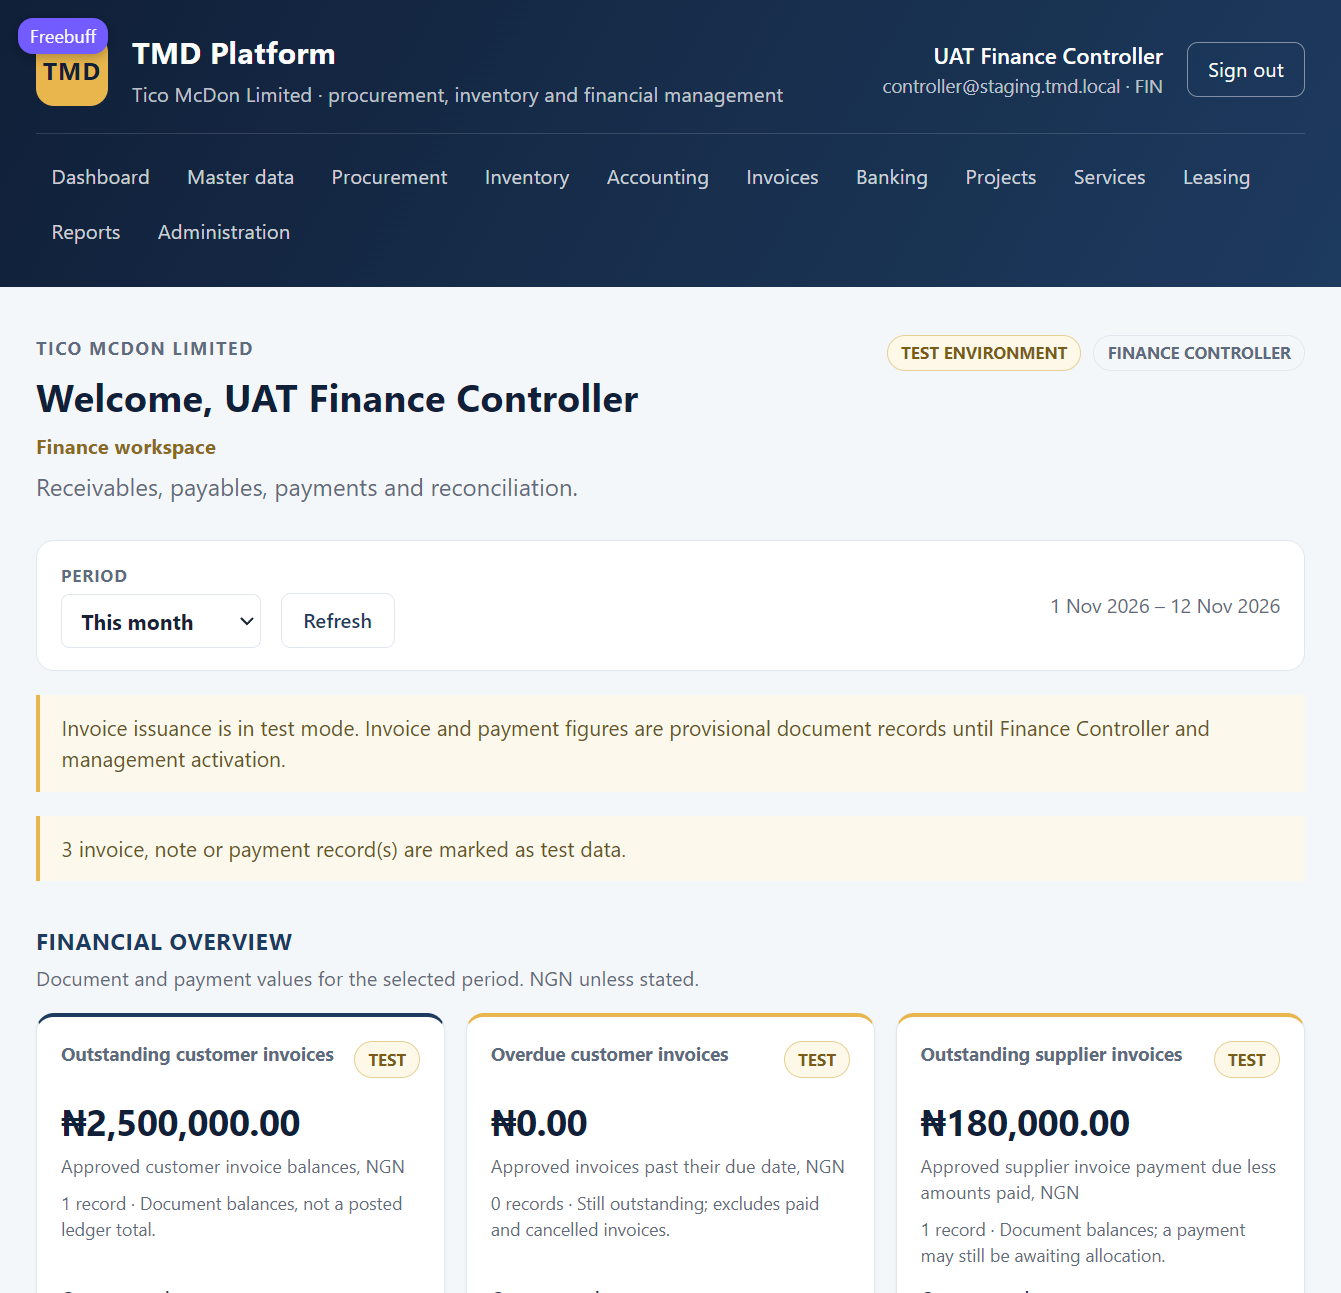 Freebuff
TMD
TMD Platform
Tico McDon Limited · procurement, inventory and financial management
UAT Finance Controller
controller@staging.tmd.local · FIN
Sign out
Dashboard Master data Procurement Inventory Accounting Invoices Banking Projects Services Leasing
Reports Administration
TICO MCDON LIMITED
TEST ENVIRONMENT
FINANCE CONTROLLER
Welcome, UAT Finance Controller
Finance workspace
Receivables, payables, payments and reconciliation.
PERIOD
This month
Refresh
1 Nov 2026 – 12 Nov 2026
Invoice issuance is in test mode. Invoice and payment figures are provisional document records until Finance Controller and
management activation.
3 invoice, note or payment record(s) are marked as test data.
FINANCIAL OVERVIEW
Document and payment values for the selected period. NGN unless stated.
Outstanding customer invoices
TEST
₦2,500,000.00
Approved customer invoice balances, NGN
1 record · Document balances, not a posted
ledger total.
Overdue customer invoices
TEST
₦0.00
Approved invoices past their due date, NGN
0 records · Still outstanding; excludes paid
and cancelled invoices.
Outstanding supplier invoices
TEST
₦180,000.00
Approved supplier invoice payment due less
amounts paid, NGN
1 record · Document balances; a payment
may still be awaiting allocation.